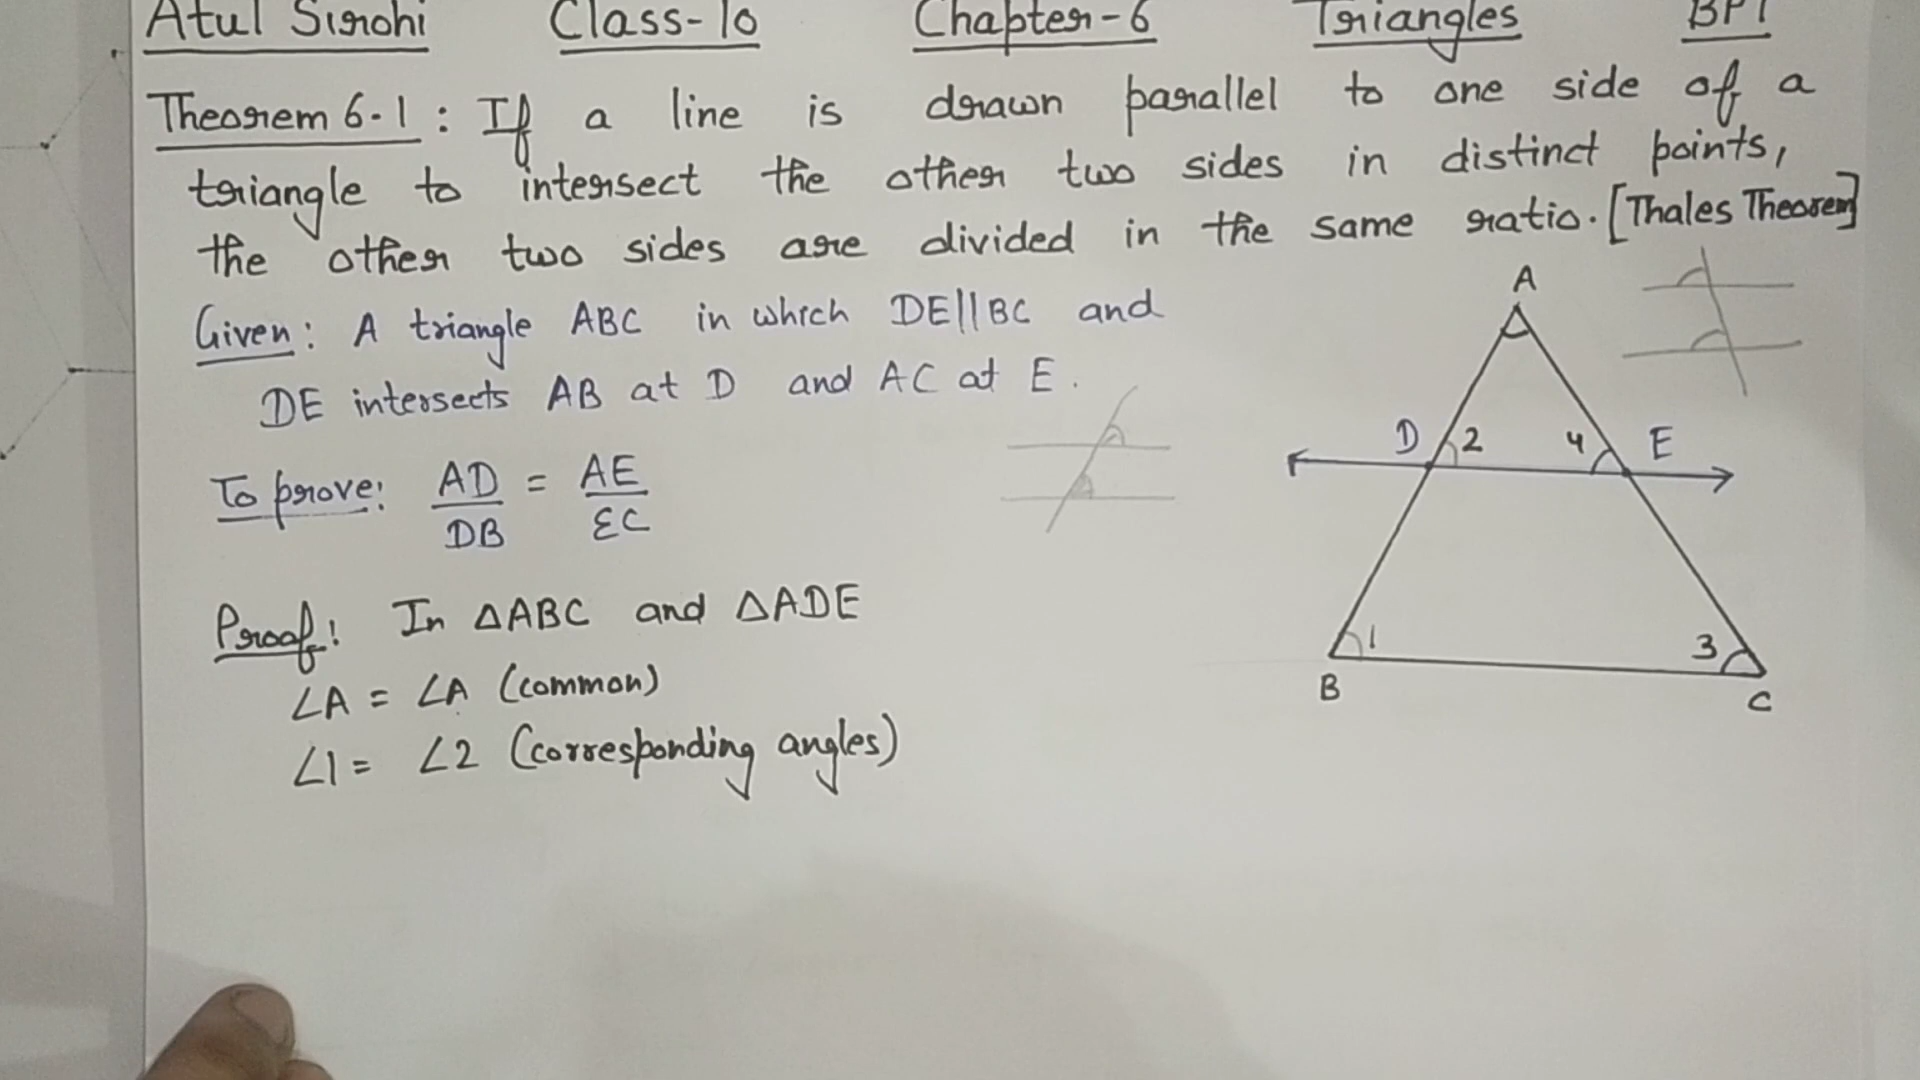 Atul Sirohi Class-10 Chapter-6 Triangles BPT
Theorem 6.1 : If a line is drawn parallel to one side of a
triangle to intersect the other two sides in distinct points,
the other two sides are divided in the same ratio. [Thales Theorem]
Given: A triangle ABC in which DE||BC and
DE intersects AB at D and AC at E.
To prove: AD/DB = AE/EC
Proof: In △ABC and △ADE
∠A = ∠A (common)
∠1 = ∠2 (corresponding angles)
A
D 2 4 E
1 3
B C